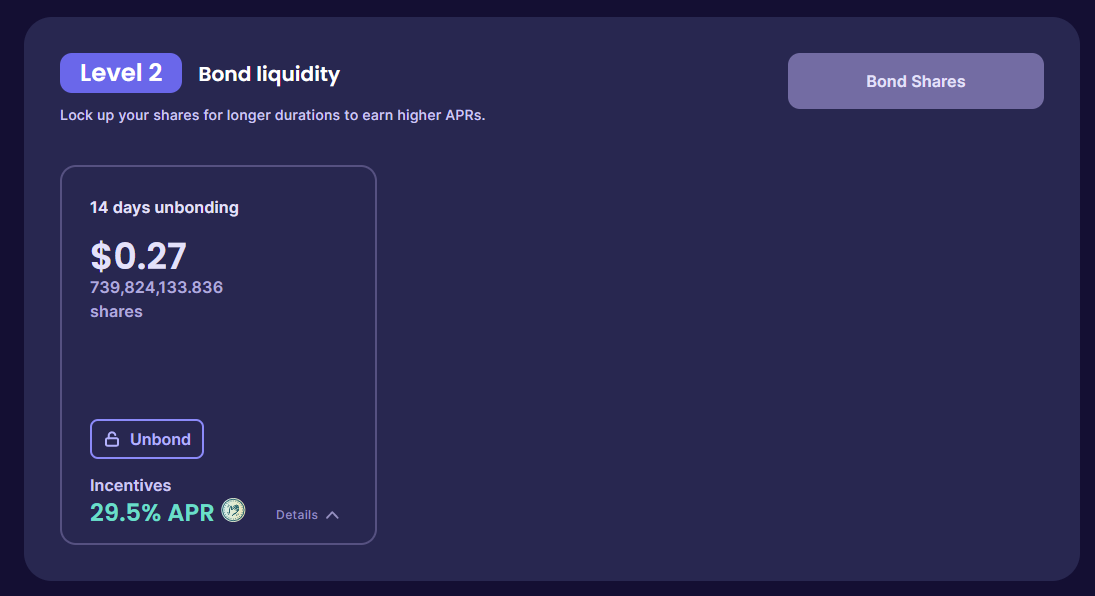 Level 2 Bond liquidity
Bond Shares
Lock up your shares for longer durations to earn higher APRs.
14 days unbonding
$0.27
739,824,133.836
shares
Unbond
Incentives
29.5% APR
Details